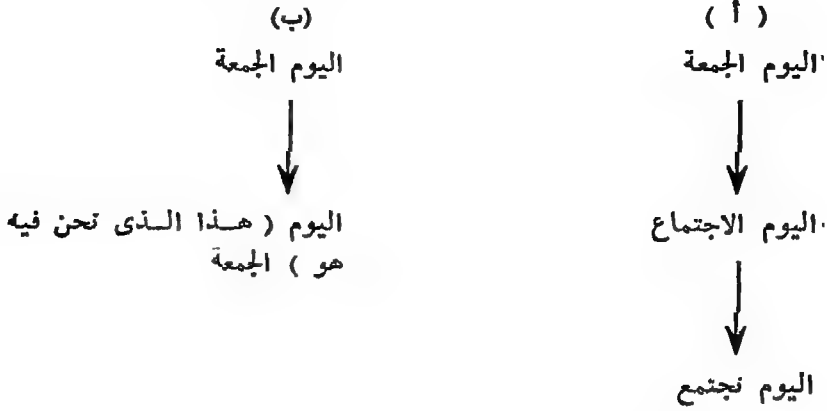 ( أ )
اليوم الجمعة
اليوم الاجتماع
اليوم نجتمع
(ب)
اليوم الجمعة
اليوم ( هـذا الـذى نحن فيه
هو ) الجمعة